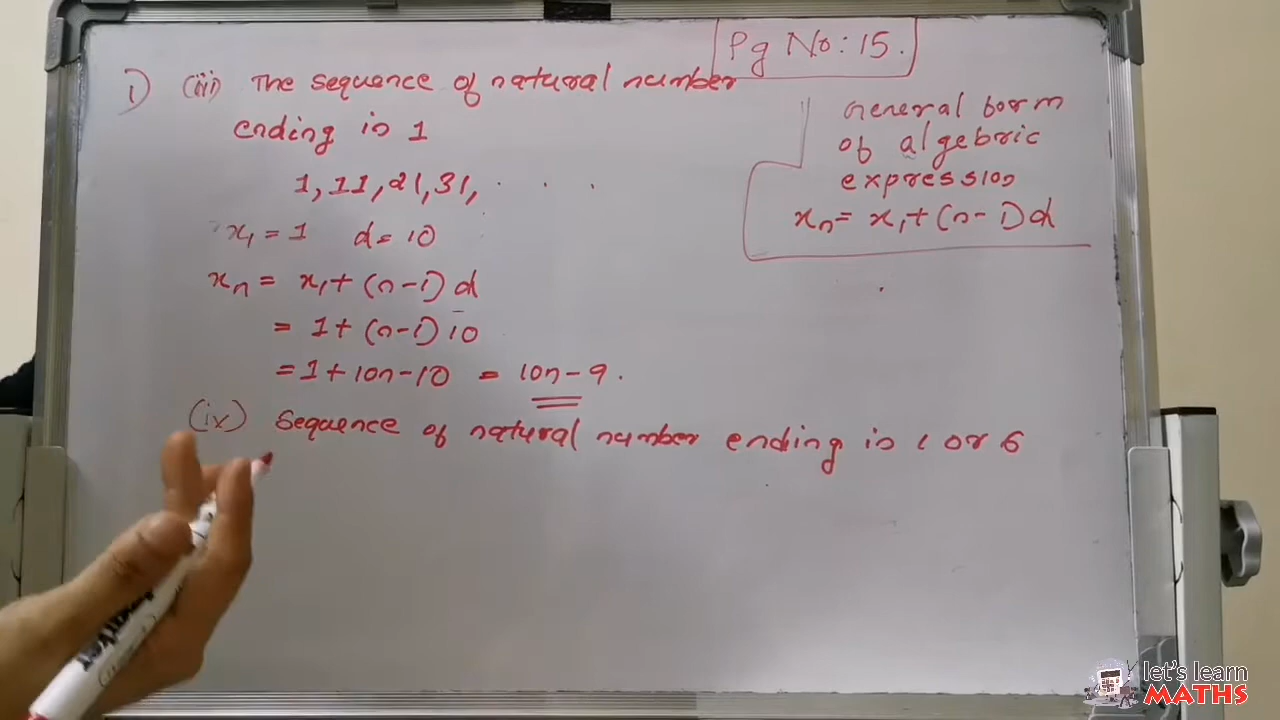 Pg No: 15.
1) (iii) The sequence of natural number
ending in 1
1, 11, 21, 31, . . .
x₁ = 1 d = 10
xₙ = x₁ + (n-1) d
= 1 + (n-1) 10
= 1 + 10n - 10 = 10n - 9.
(iv) Sequence of natural number ending in 1 or 6
General form
of algebric
expression
xₙ = x₁ + (n-1) d
let's learn
MATHS